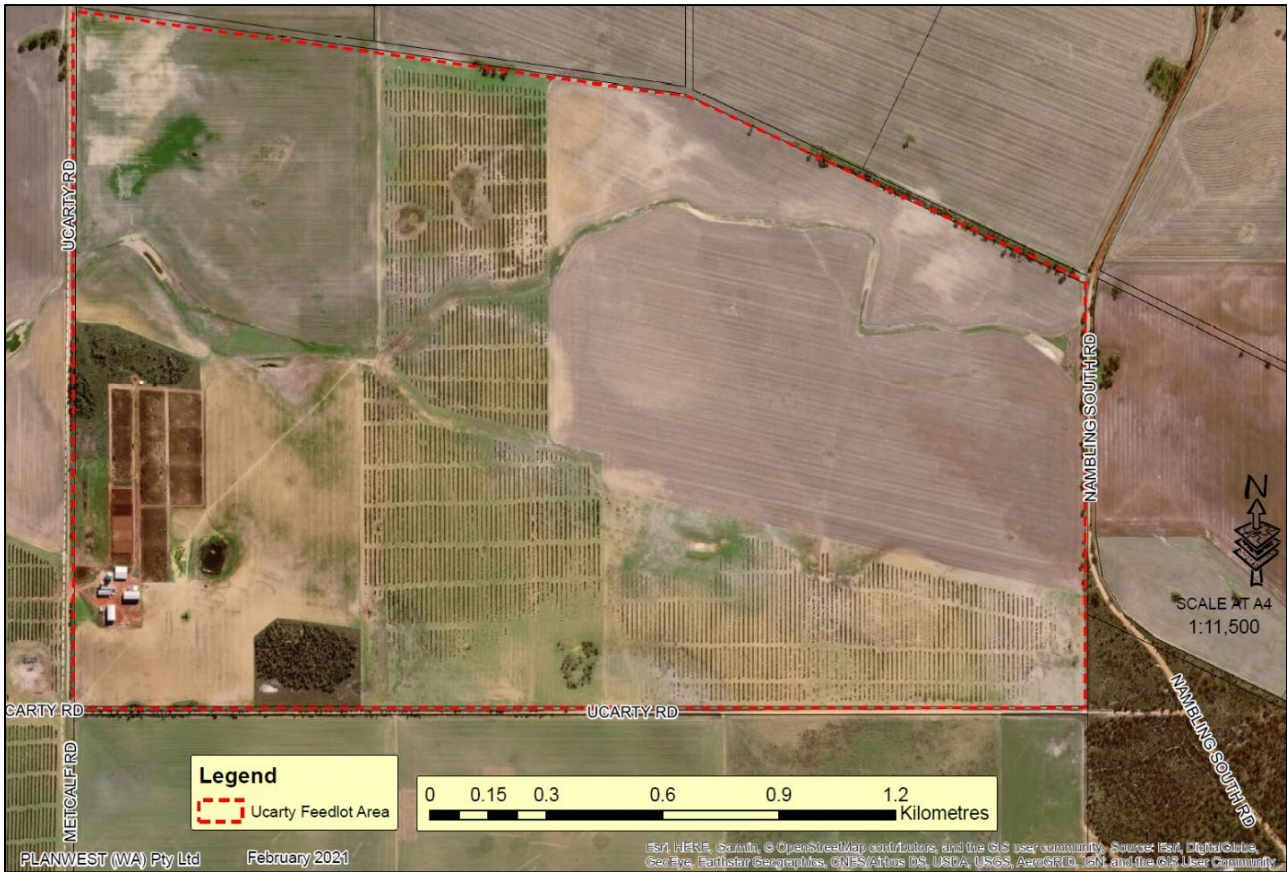 UCARTY RD
NAMBLING SOUTH RD
N
SCALE AT A4
1:11,500
NAMBLING SOUTH RD
CARTY RD
UCARTY RD
METCALF RD
Legend
Ucarty Feedlot Area
0 0.15 0.3 0.6 0.9 1.2
Kilometres
PLANWEST (WA) Pty Ltd February 2021
Esri, HERE, Garmin, © OpenStreetMap contributors, and the GIS user community, Source: Esri, DigitalGlobe,
GeoEye, Earthstar Geographics, CNES/Airbus DS, USDA, USGS, AeroGRID, IGN, and the GIS User Community